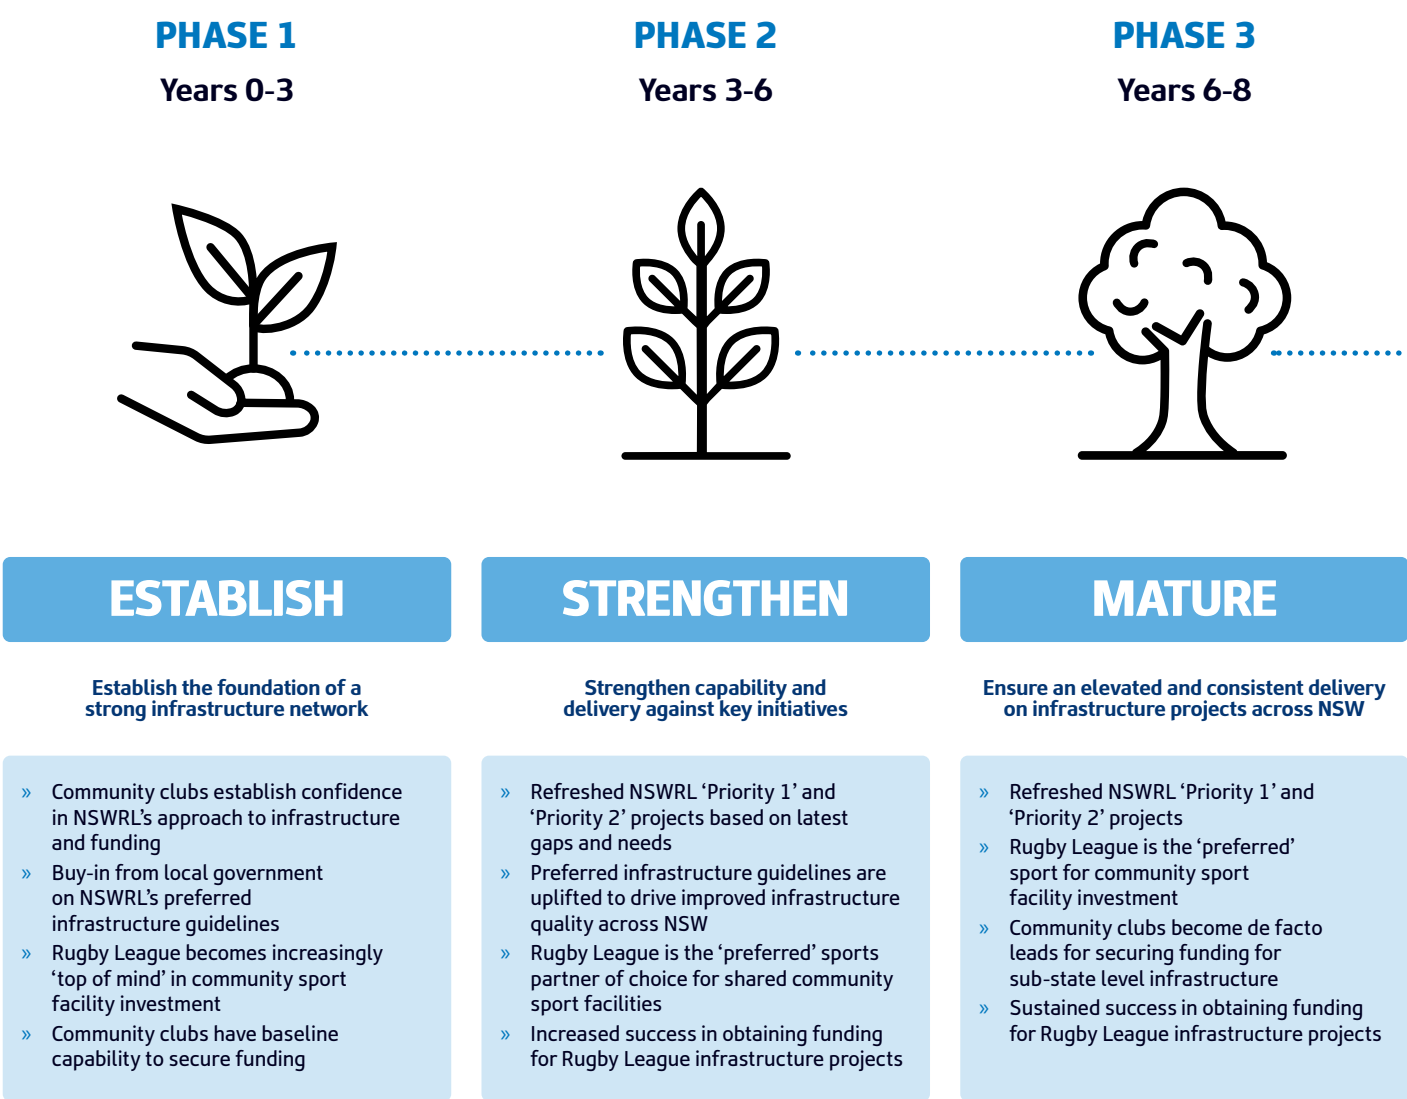 PHASE 1
Years 0-3
ESTABLISH
Establish the foundation of a
strong infrastructure network
» Community clubs establish confidence
in NSWRL’s approach to infrastructure
and funding
» Buy-in from local government
on NSWRL’s preferred
infrastructure guidelines
» Rugby League becomes increasingly
‘top of mind’ in community sport
facility investment
» Community clubs have baseline
capability to secure funding
PHASE 2
Years 3-6
STRENGTHEN
Strengthen capability and
delivery against key initiatives
» Refreshed NSWRL ‘Priority 1’ and
‘Priority 2’ projects based on latest
gaps and needs
» Preferred infrastructure guidelines are
uplifted to drive improved infrastructure
quality across NSW
» Rugby League is the ‘preferred’ sports
partner of choice for shared community
sport facilities
» Increased success in obtaining funding
for Rugby League infrastructure projects
PHASE 3
Years 6-8
MATURE
Ensure an elevated and consistent delivery
on infrastructure projects across NSW
» Refreshed NSWRL ‘Priority 1’ and
‘Priority 2’ projects
» Rugby League is the ‘preferred’
sport for community sport
facility investment
» Community clubs become de facto
leads for securing funding for
sub-state level infrastructure
» Sustained success in obtaining funding
for Rugby League infrastructure projects